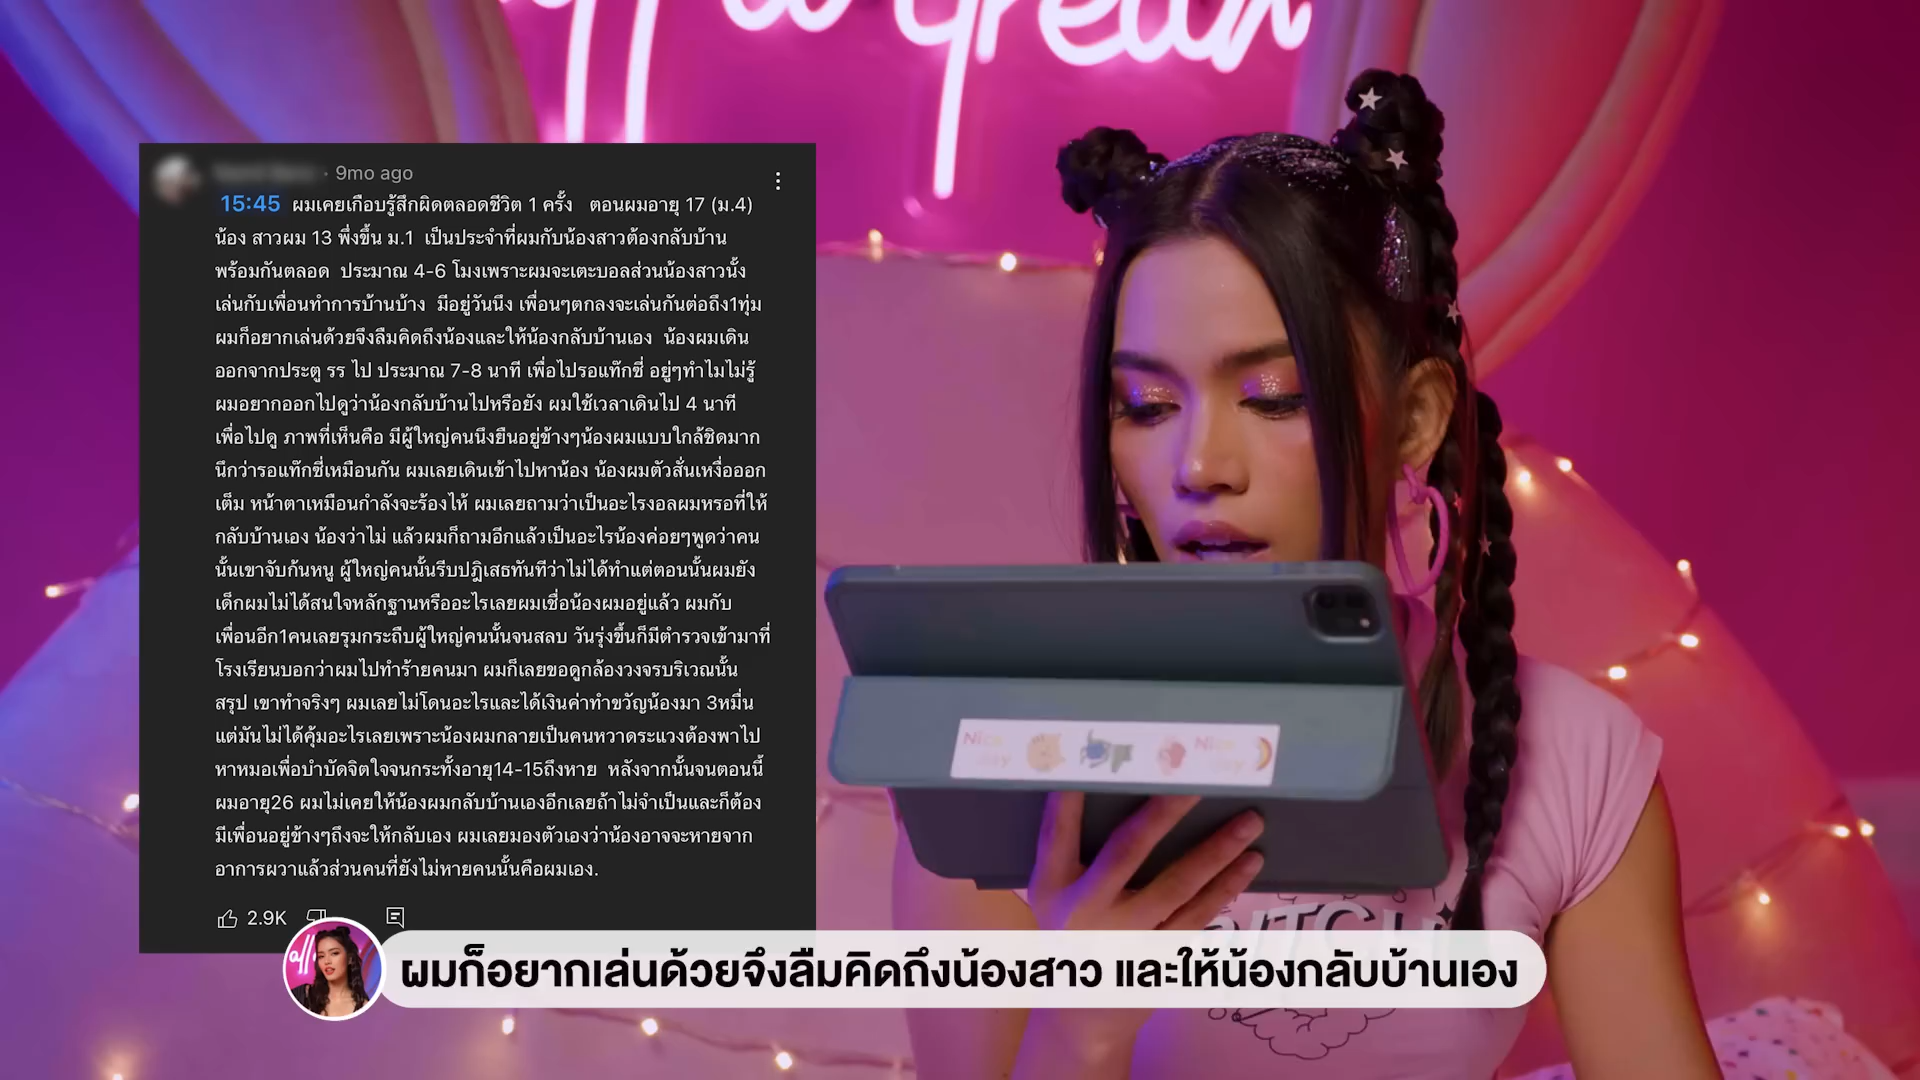 9mo ago
15:45 ผมเคยเกือบรู้สึกผิดตลอดชีวิต 1 ครั้ง ตอนผมอายุ 17 (ม.4)
น้อง สาวผม 13 พึ่งขึ้น ม.1 เป็นประจำที่ผมกับน้องสาวต้องกลับบ้าน
พร้อมกันตลอด ประมาณ 4-6 โมงเพราะผมจะเตะบอลส่วนน้องสาวนั้ง
เล่นกับเพื่อนทำการบ้านบ้าง มีอยู่วันนึง เพื่อนๆตกลงจะเล่นกันต่อถึง1ทุ่ม
ผมก็อยากเล่นด้วยจึงลืมคิดถึงน้องและให้น้องกลับบ้านเอง น้องผมเดิน
ออกจากประตู รร ไป ประมาณ 7-8 นาที เพื่อไปรอแท๊กซี่ อยู่ๆทำไมไม่รู้
ผมอยากออกไปดูว่าน้องกลับบ้านไปหรือยัง ผมใช้เวลาเดินไป 4 นาที
เพื่อไปดู ภาพที่เห็นคือ มีผู้ใหญ่คนนึงยืนอยู่ข้างๆน้องผมแบบใกล้ชิดมาก
นึกว่ารอแท๊กซี่เหมือนกัน ผมเลยเดินเข้าไปหาน้อง น้องผมตัวสั่นเหงื่อออก
เต็ม หน้าตาเหมือนกำลังจะร้องไห้ ผมเลยถามว่าเป็นอะไรงอลผมหรอที่ให้
กลับบ้านเอง น้องว่าไม่ แล้วผมก็ถามอีกแล้วเป็นอะไรน้องค่อยๆพูดว่าคน
นั้นเขาจับก้นหนู ผู้ใหญ่คนนั้นรีบปฎิเสธทันทีว่าไม่ได้ทำแต่ตอนนั้นผมยัง
เด็กผมไม่ได้สนใจหลักฐานหรืออะไรเลยผมเชื่อน้องผมอยู่แล้ว ผมกับ
เพื่อนอีก1คนเลยรุมกระถืบผู้ใหญ่คนนั้นจนสลบ วันรุ่งขึ้นก็มีตำรวจเข้ามาที่
โรงเรียนบอกว่าผมไปทำร้ายคนมา ผมก็เลยขอดูกล้องวงจรบริเวณนั้น
สรุป เขาทำจริงๆ ผมเลยไม่โดนอะไรและได้เงินค่าทำขวัญน้องมา 3หมื่น
แต่มันไม่ได้คุ้มอะไรเลยเพราะน้องผมกลายเป็นคนหวาดระแวงต้องพาไป
หาหมอเพื่อบำบัดจิตใจจนกระทั้งอายุ14-15ถึงหาย หลังจากนั้นจนตอนนี้
ผมอายุ26 ผมไม่เคยให้น้องผมกลับบ้านเองอีกเลยถ้าไม่จำเป็นและก็ต้อง
มีเพื่อนอยู่ข้างๆถึงจะให้กลับเอง ผมเลยมองตัวเองว่าน้องอาจจะหายจาก
อาการผวาแล้วส่วนคนที่ยังไม่หายคนนั้นคือผมเอง.
2.9K
ผมก็อยากเล่นด้วยจึงลืมคิดถึงน้องสาว และให้น้องกลับบ้านเอง